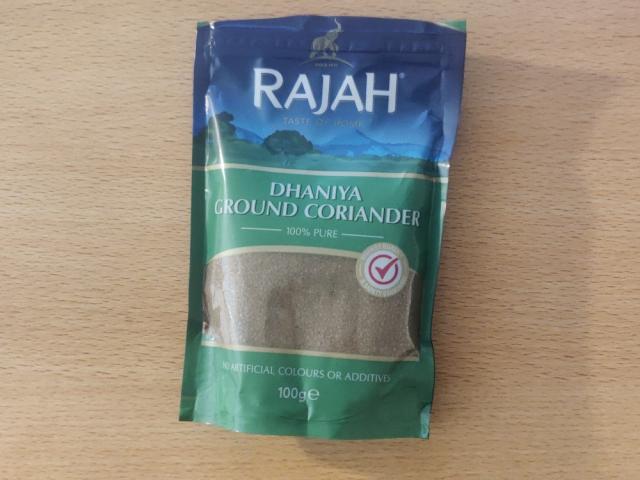 RAJAH®
TASTE OF HOME
DHANIYA
GROUND CORIANDER
100% PURE
NO ARTIFICIAL COLOURS OR ADDITIVES
100g℮